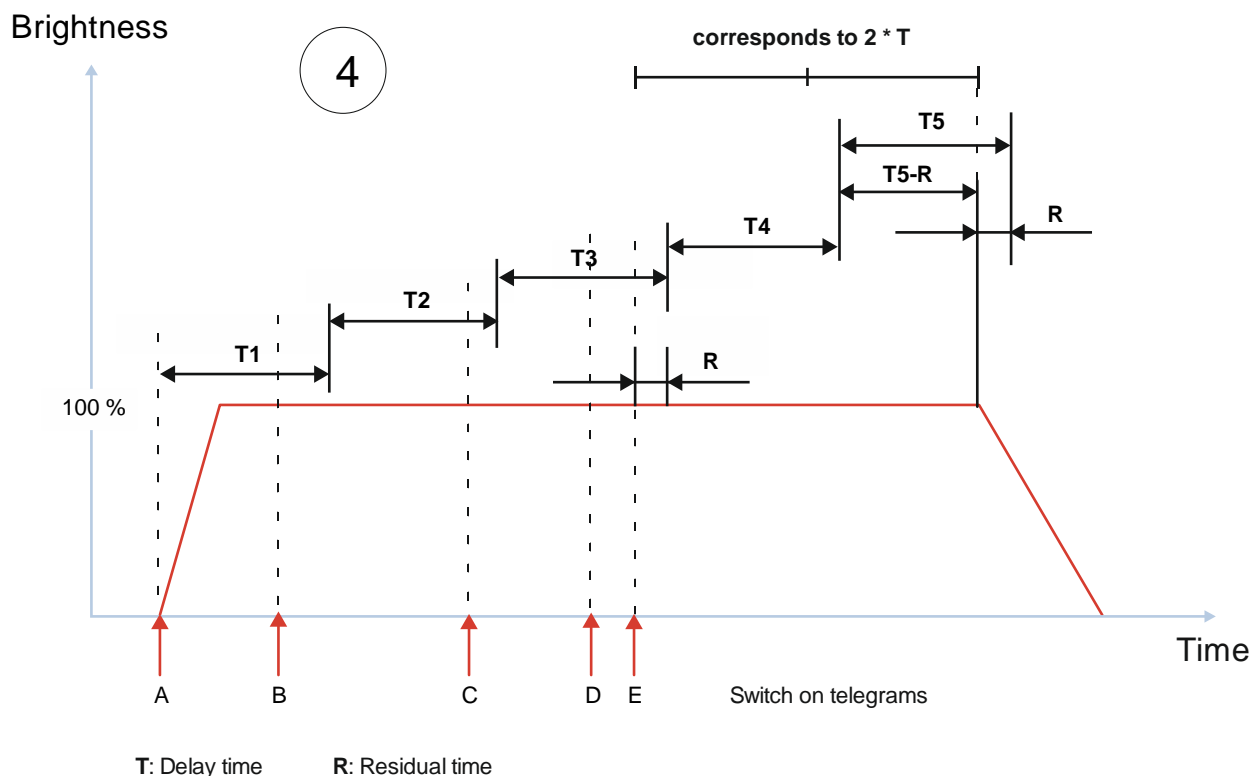 Brightness
4
corresponds to 2 * T
T5
T5-R
R
T4
T3
T2
T1
R
100 %
Time
A
B
C
D
E
Switch on telegrams
T: Delay time
R: Residual time